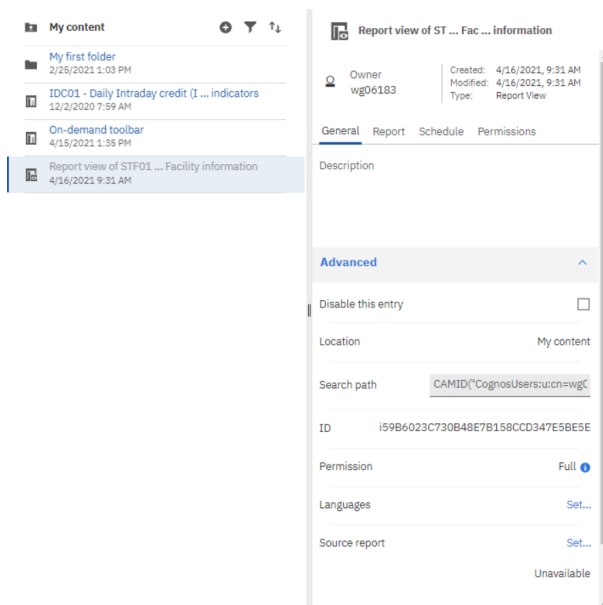 My content
My first folder
2/25/2021 1:03 PM
IDC01 - Daily Intraday credit (I ... indicators
12/2/2020 7:59 AM
On-demand toolbar
4/15/2021 1:35 PM
Report view of STF01 ... Facility information
4/16/2021 9:31 AM
Report view of ST ... Fac ... information
Owner
wg06183
Created: 4/16/2021, 9:31 AM
Modified: 4/16/2021, 9:31 AM
Type: Report View
General Report Schedule Permissions
Description
Advanced
Disable this entry
Location My content
Search path CAMID("CognosUsers:u:cn=wg0
ID i59B6023C730B48E7B158CCD347E5BE5E
Permission Full
Languages Set...
Source report Set...
Unavailable